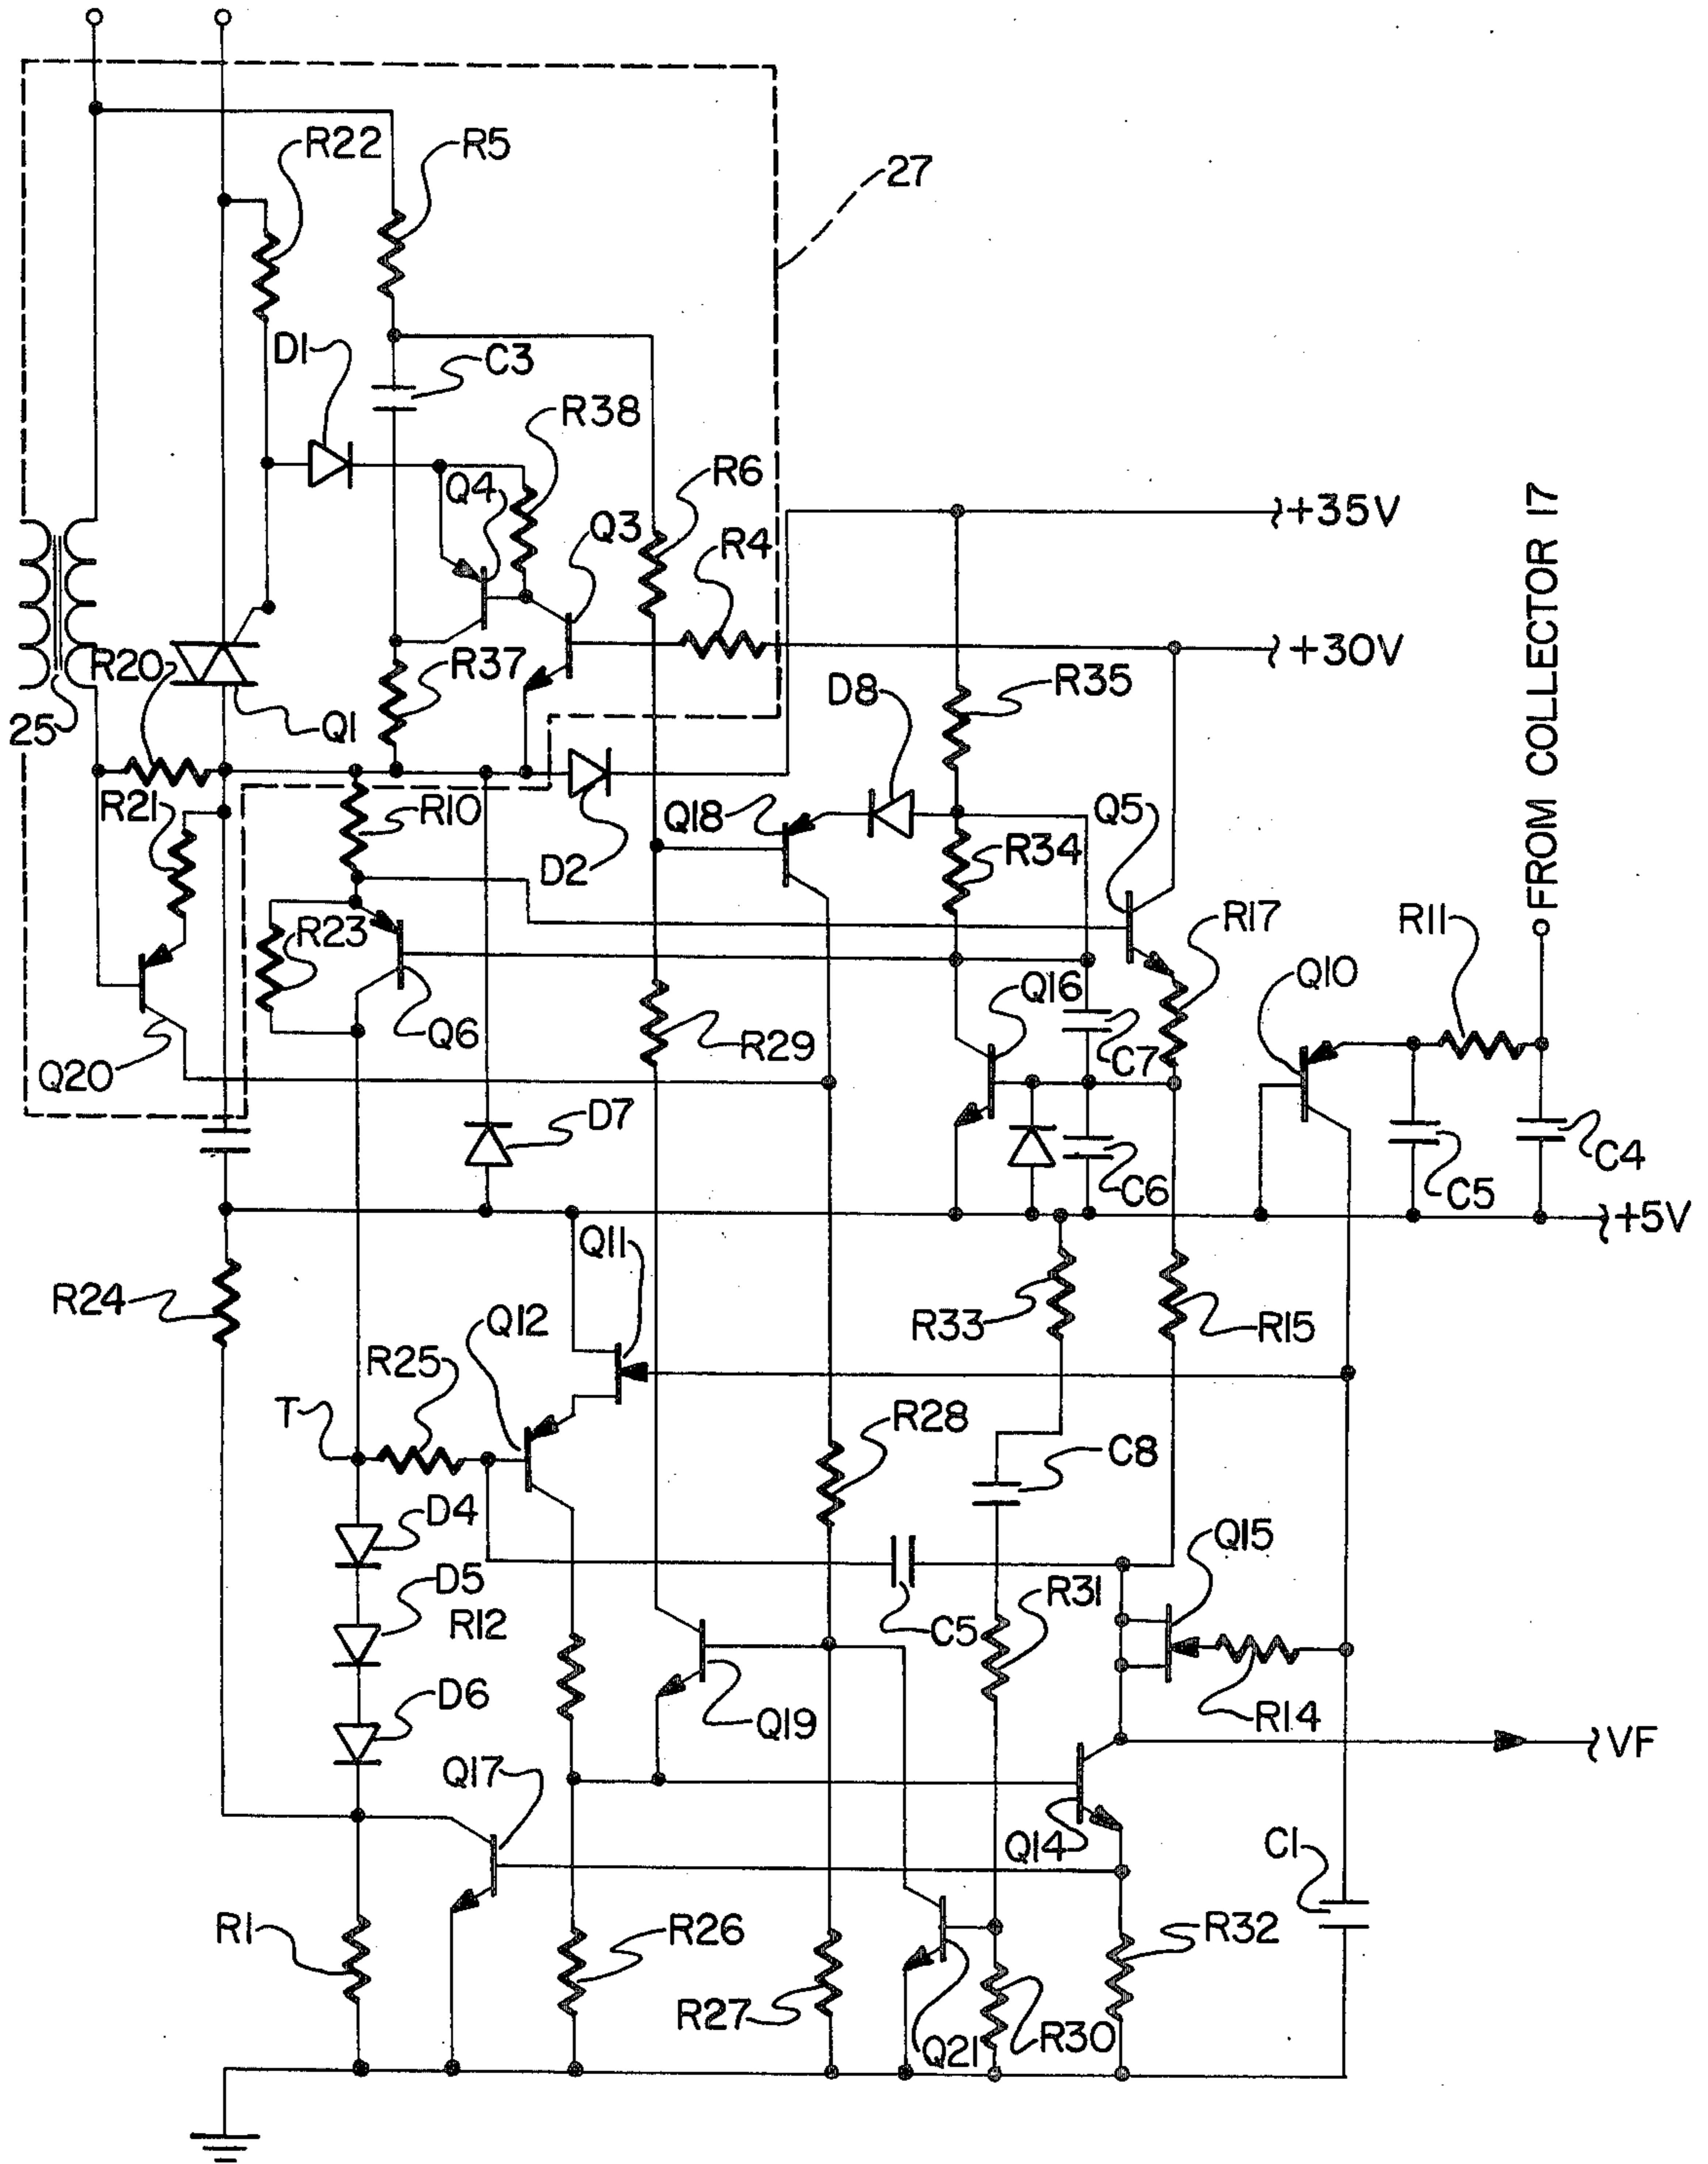 R22
R5
27
D1
C3
R38
Q4
R6
Q3
R4
+35V
FROM COLLECTOR 17
R20
R37
+30V
25
Q1
D8
R35
R21
R10
Q18
Q5
R34
D2
R23
R17
R11
Q6
Q16
Q10
Q20
R29
C7
D7
C6
C5
C4
+5V
Q11
R24
Q12
R33
R15
R25
T
R28
C8
D4
Q15
D5
R12
C5
R31
D6
Q19
R14
VF
Q17
Q14
C1
R1
R26
R27
Q21
R30
R32